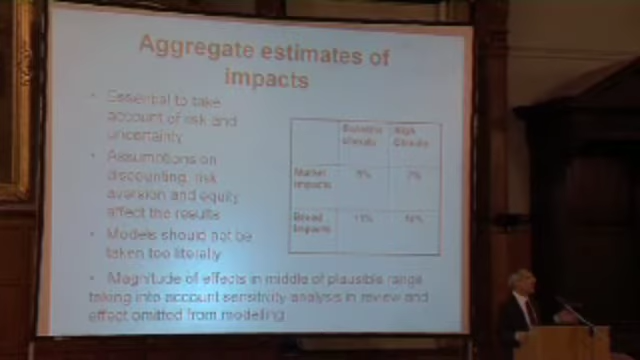 Aggregate estimates of
impacts
• Essential to take
account of risk and
uncertainty
• Assumptions on
discounting, risk
aversion and equity
affect the results
• Models should not be
taken too literally
Baseline High
climate Climate
Market
impacts
Broad
impacts
• Magnitude of effects in middle of plausible range
taking into account sensitivity analysis in review and
effect omitted from modelling